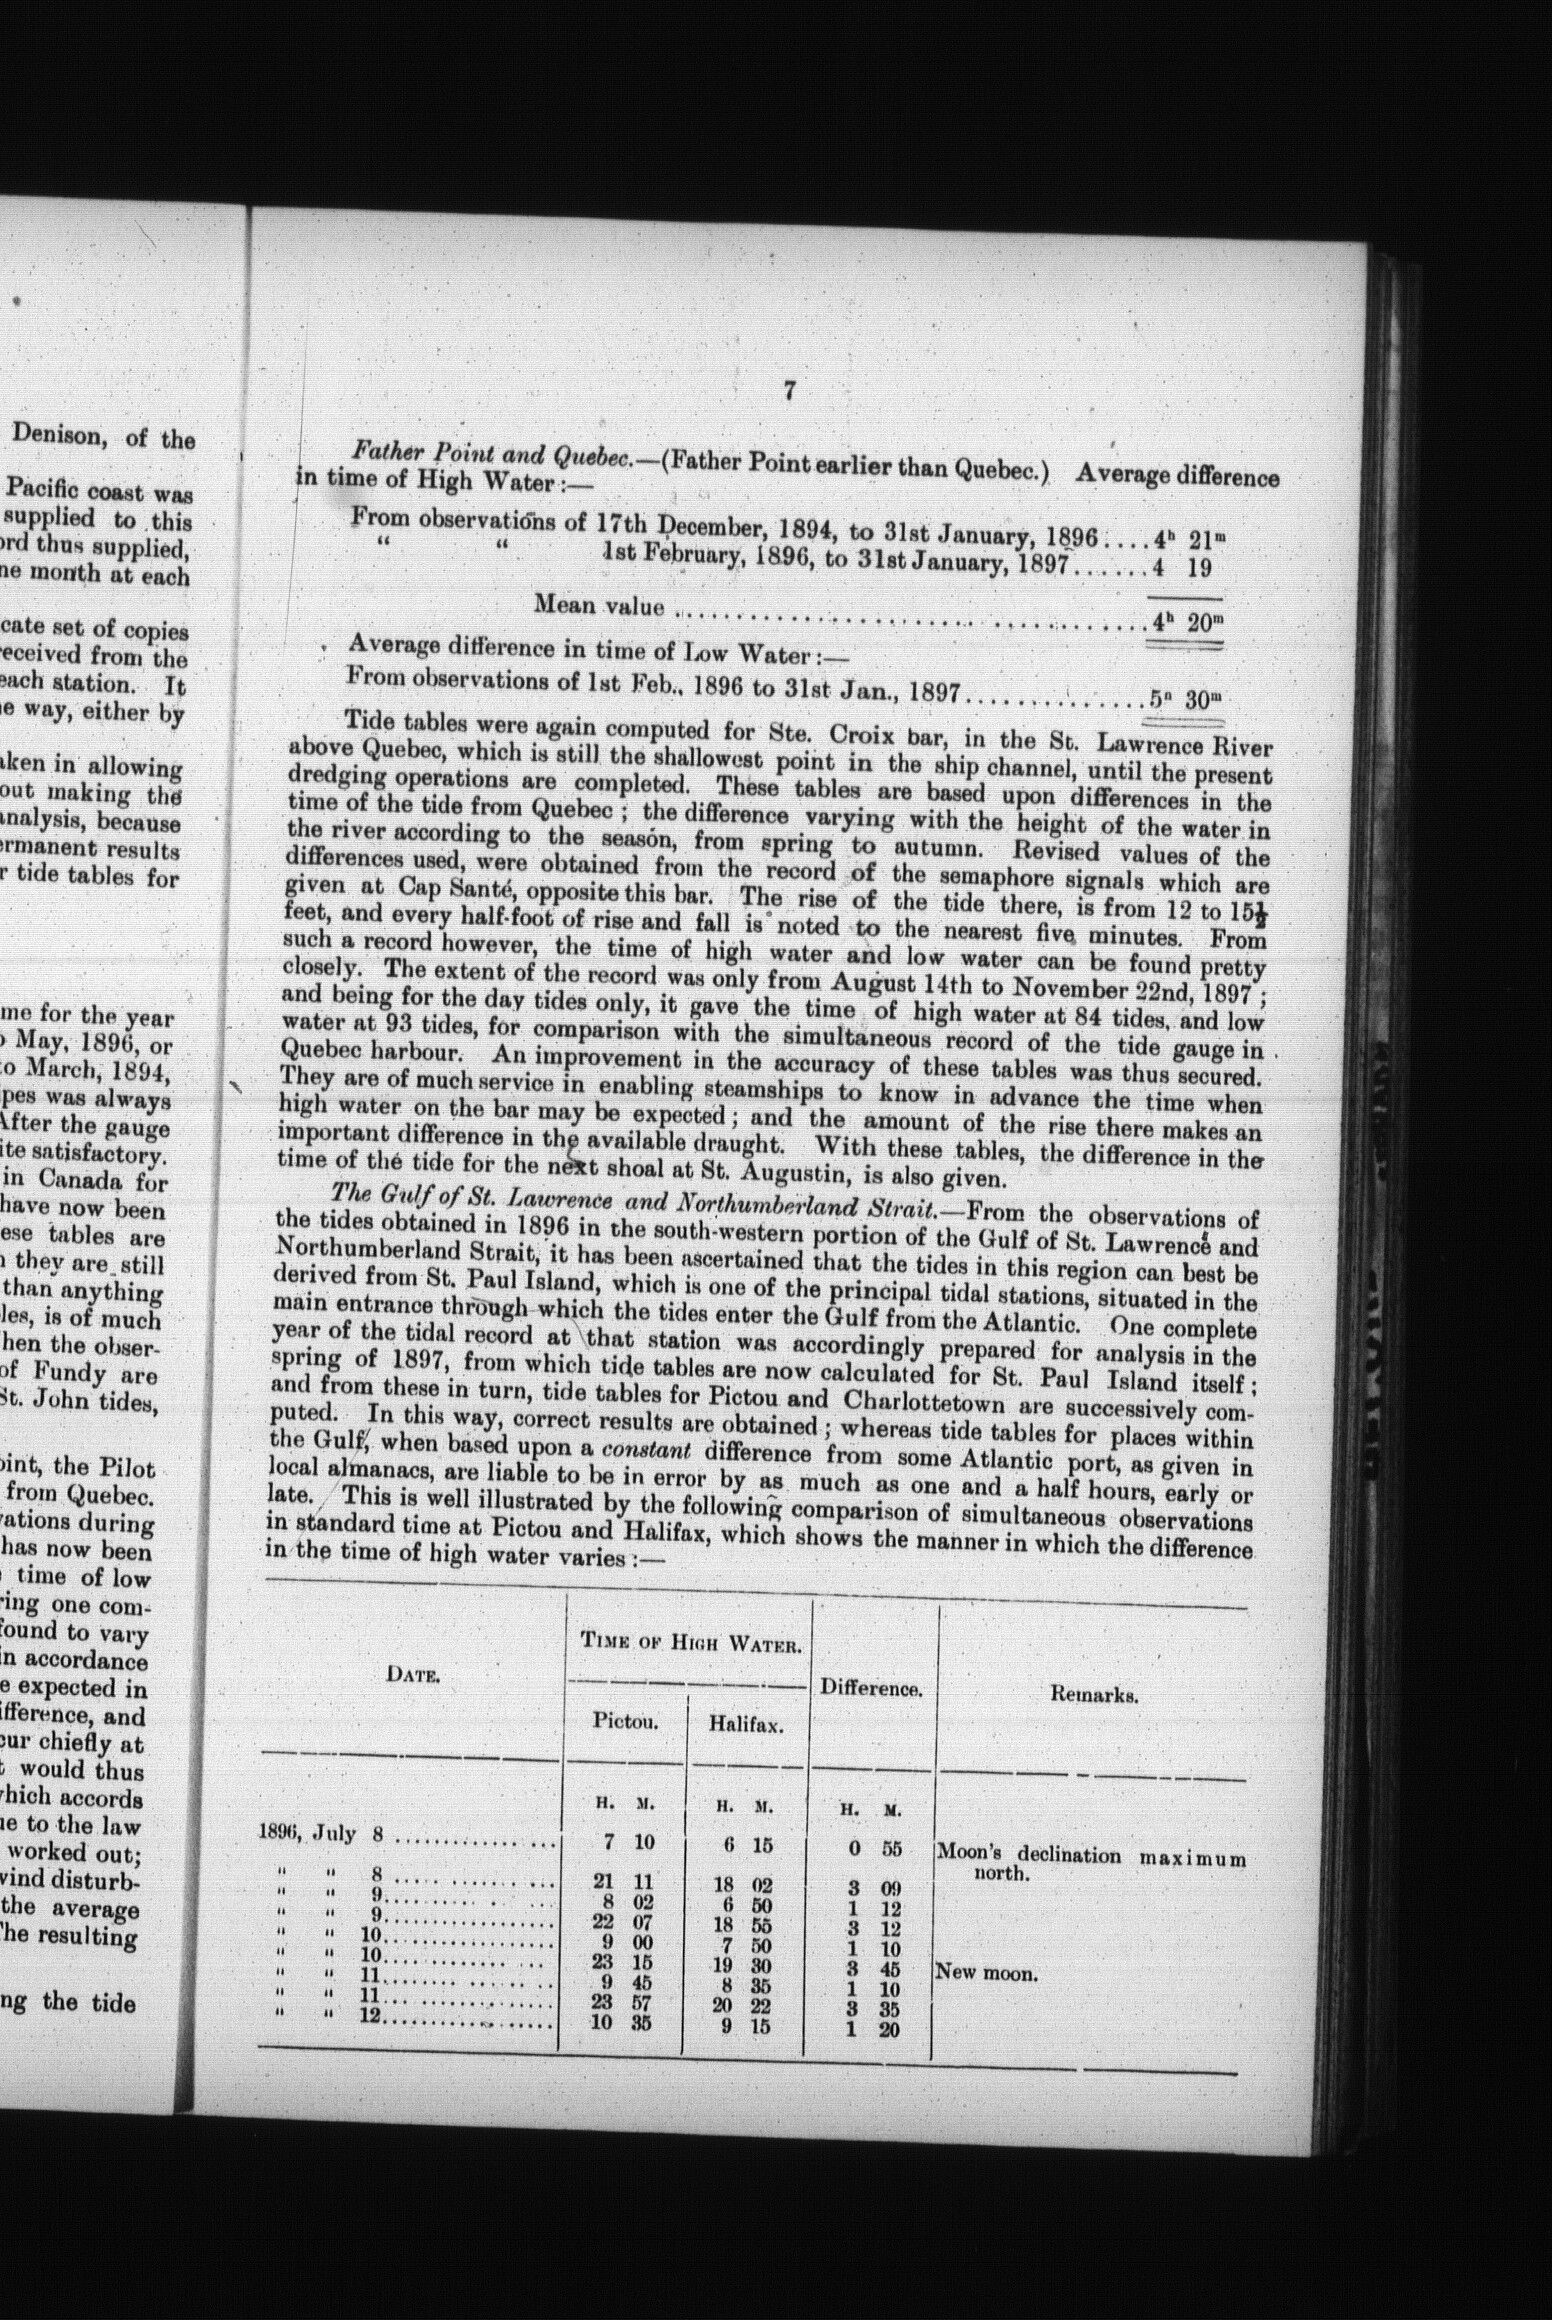 Denison, of the
Pacific coast was
supplied to this
ord thus supplied,
ne month at each
cate set of copies
received from the
each station. It
ne way, either by
aken in allowing
out making the
analysis, because
ermanent results
r tide tables for
me for the year
o May, 1896, or
to March, 1894,
pes was always
After the gauge
ite satisfactory.
in Canada for
have now been
ese tables are
n they are still
than anything
les, is of much
hen the obser-
of Fundy are
St. John tides,
oint, the Pilot
from Quebec.
vations during
has now been
time of low
ring one com-
found to vary
in accordance
e expected in
ifference, and
cur chiefly at
t would thus
which accords
ue to the law
worked out;
wind disturb-
the average
The resulting
ng the tide
7
Father Point and Quebec.—(Father Point earlier than Quebec.) Average difference
in time of High Water :—
From observations of 17th December, 1894, to 31st January, 1896....4h 21m
“ “ 1st February, 1896, to 31st January, 1897......4 19
Mean value ......................................4h 20m
Average difference in time of Low Water :—
From observations of 1st Feb., 1896 to 31st Jan., 1897...............5h 30m
Tide tables were again computed for Ste. Croix bar, in the St. Lawrence River
above Quebec, which is still the shallowest point in the ship channel, until the present
dredging operations are completed. These tables are based upon differences in the
time of the tide from Quebec ; the difference varying with the height of the water in
the river according to the season, from spring to autumn. Revised values of the
differences used, were obtained from the record of the semaphore signals which are
given at Cap Santé, opposite this bar. The rise of the tide there, is from 12 to 15½
feet, and every half-foot of rise and fall is noted to the nearest five minutes. From
such a record however, the time of high water and low water can be found pretty
closely. The extent of the record was only from August 14th to November 22nd, 1897 ;
and being for the day tides only, it gave the time of high water at 84 tides, and low
water at 93 tides, for comparison with the simultaneous record of the tide gauge in
Quebec harbour. An improvement in the accuracy of these tables was thus secured.
They are of much service in enabling steamships to know in advance the time when
high water on the bar may be expected ; and the amount of the rise there makes an
important difference in the available draught. With these tables, the difference in the
time of the tide for the next shoal at St. Augustin, is also given.
The Gulf of St. Lawrence and Northumberland Strait.—From the observations of
the tides obtained in 1896 in the south-western portion of the Gulf of St. Lawrence and
Northumberland Strait, it has been ascertained that the tides in this region can best be
derived from St. Paul Island, which is one of the principal tidal stations, situated in the
main entrance through which the tides enter the Gulf from the Atlantic. One complete
year of the tidal record at that station was accordingly prepared for analysis in the
spring of 1897, from which tide tables are now calculated for St. Paul Island itself ;
and from these in turn, tide tables for Pictou and Charlottetown are successively com-
puted. In this way, correct results are obtained ; whereas tide tables for places within
the Gulf, when based upon a constant difference from some Atlantic port, as given in
local almanacs, are liable to be in error by as much as one and a half hours, early or
late. This is well illustrated by the following comparison of simultaneous observations
in standard time at Pictou and Halifax, which shows the manner in which the difference
in the time of high water varies :—
DATE. TIME OF HIGH WATER. Difference. Remarks.
Pictou. Halifax.
H. M. H. M. H. M.
1896, July 8 ................ 7 10 6 15 0 55 Moon's declination maximum
north.
" " 8 ................ 21 11 18 02 3 09
" " 9................ 8 02 6 50 1 12
" " 9................ 22 07 18 55 3 12
" " 10................ 9 00 7 50 1 10
" " 10................ 23 15 19 30 3 45 New moon.
" " 11................ 9 45 8 35 1 10
" " 11................ 23 57 20 22 3 35
" " 12................ 10 35 9 15 1 20